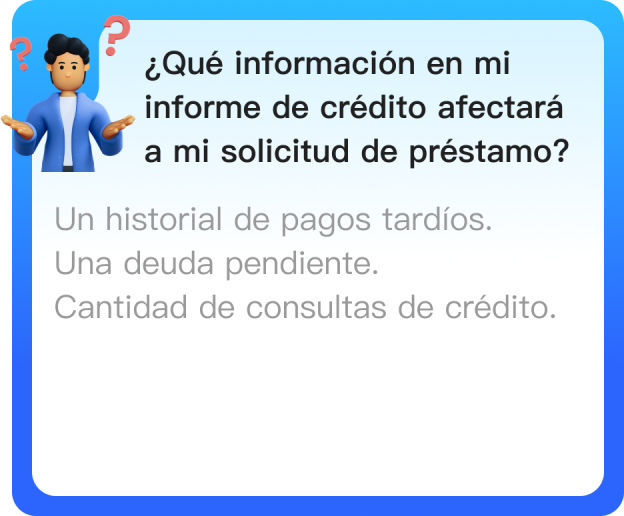 ¿Qué información en mi
informe de crédito afectará
a mi solicitud de préstamo?
Un historial de pagos tardíos.
Una deuda pendiente.
Cantidad de consultas de crédito.